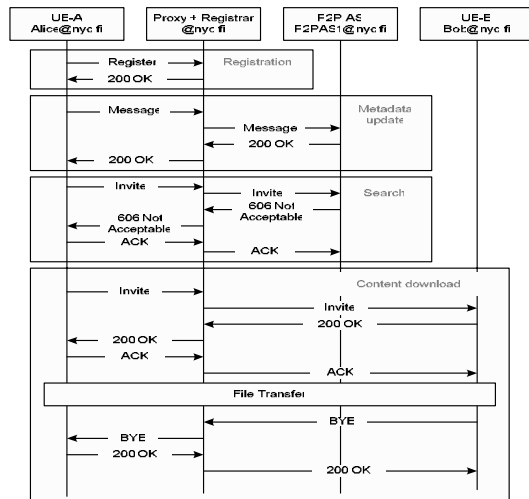 UE-A
Alice@nyc fi
Proxy + Registrar
@nyc fi
F2P AS
F2PAS1@nyc fi
UE-E
Bob@nyc fi
Register
Registration
200 OK
Message
Metadata
update
Message
200 OK
200 OK
Invite
Invite
Search
606 Not
Acceptable
606 Not
Acceptable
ACK
ACK
Content download
Invite
Invite
200 OK
200 OK
ACK
ACK
File Transfer
BYE
BYE
200 OK
200 OK